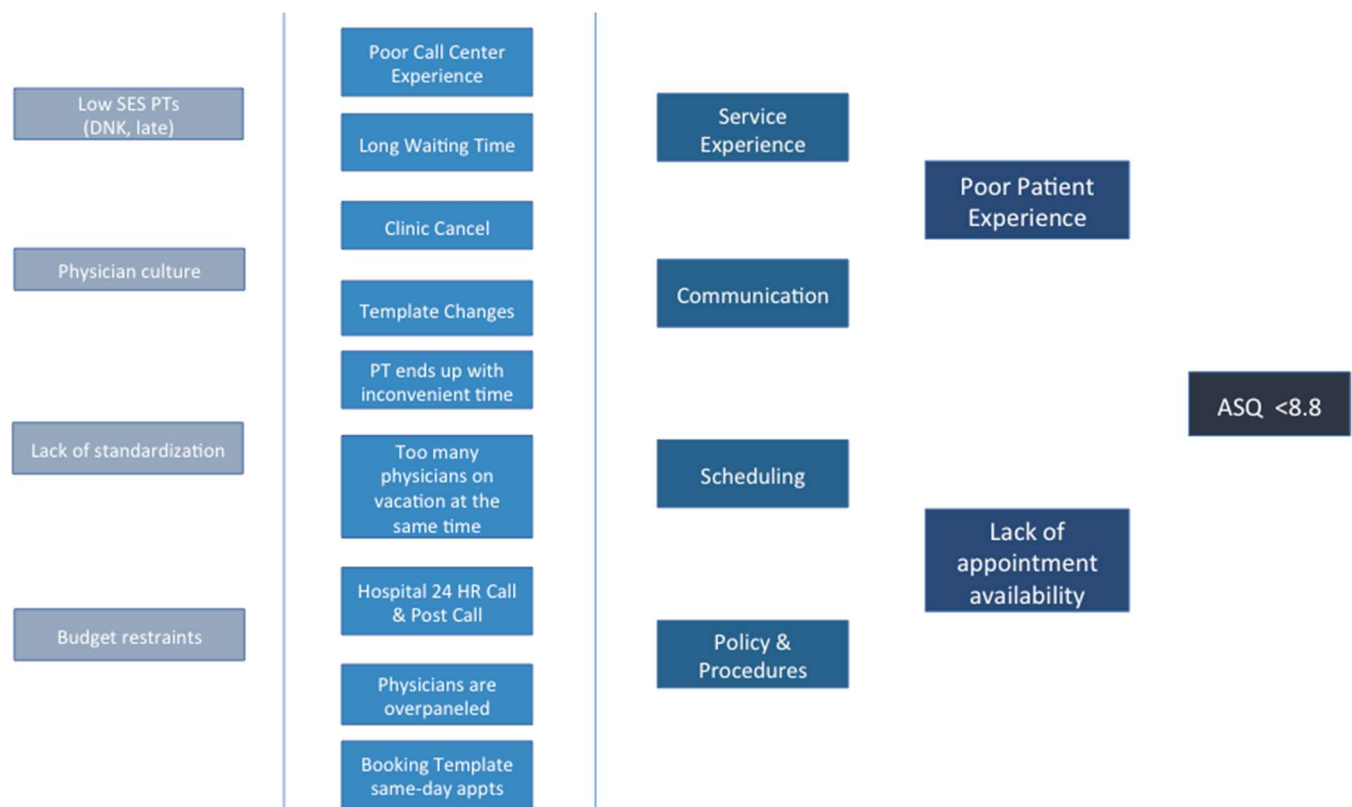 Low SES PTs
(DNK, late)
Physician culture
Lack of standardization
Budget restraints
Poor Call Center
Experience
Long Waiting Time
Clinic Cancel
Template Changes
PT ends up with
inconvenient time
Too many
physicians on
vacation at the
same time
Hospital 24 HR Call
& Post Call
Physicians are
overpaneled
Booking Template
same-day appts
Service
Experience
Communication
Scheduling
Policy &
Procedures
Poor Patient
Experience
Lack of
appointment
availability
ASQ <8.8